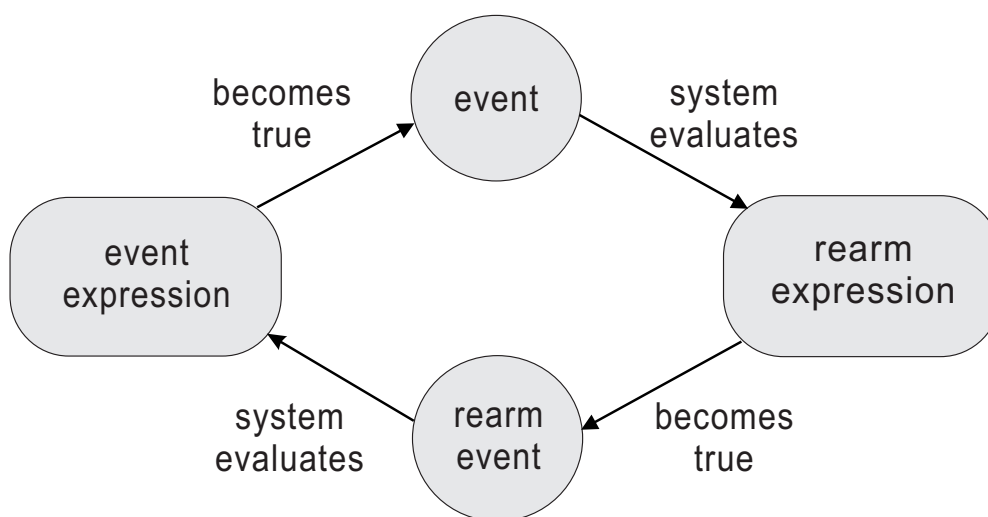 becomes
true
event
system
evaluates
event
expression
rearm
expression
system
evaluates
rearm
event
becomes
true